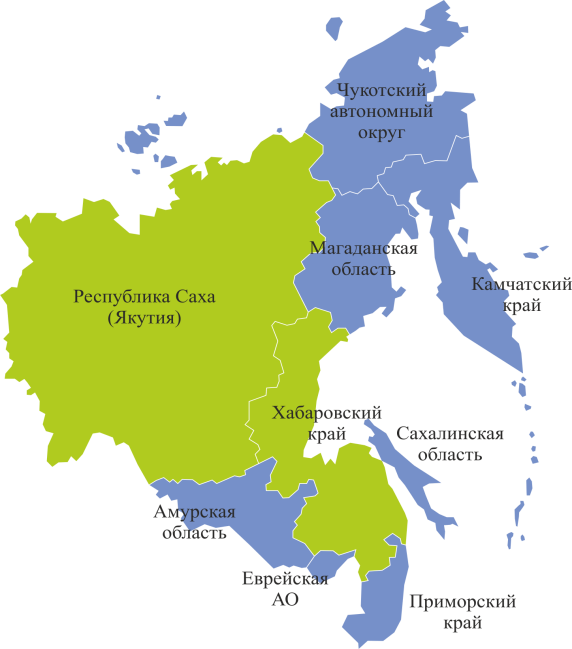 Чукотский
автономный
округ
Магаданская
область
Камчатский
край
Республика Саха
(Якутия)
Хабаровский
край
Сахалинская
область
Амурская
область
Еврейская
АО
Приморский
край